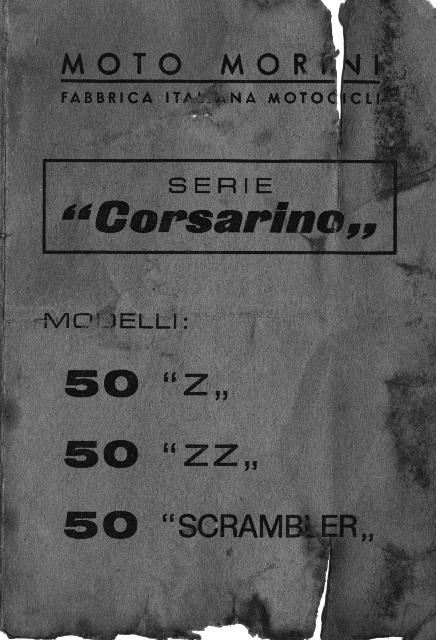 MOTO MORINI
FABBRICA ITALIANA MOTOCICLI
SERIE
“Corsarino„
MODELLI:
50 “Z„
50 “ZZ„
50 “SCRAMBLER„